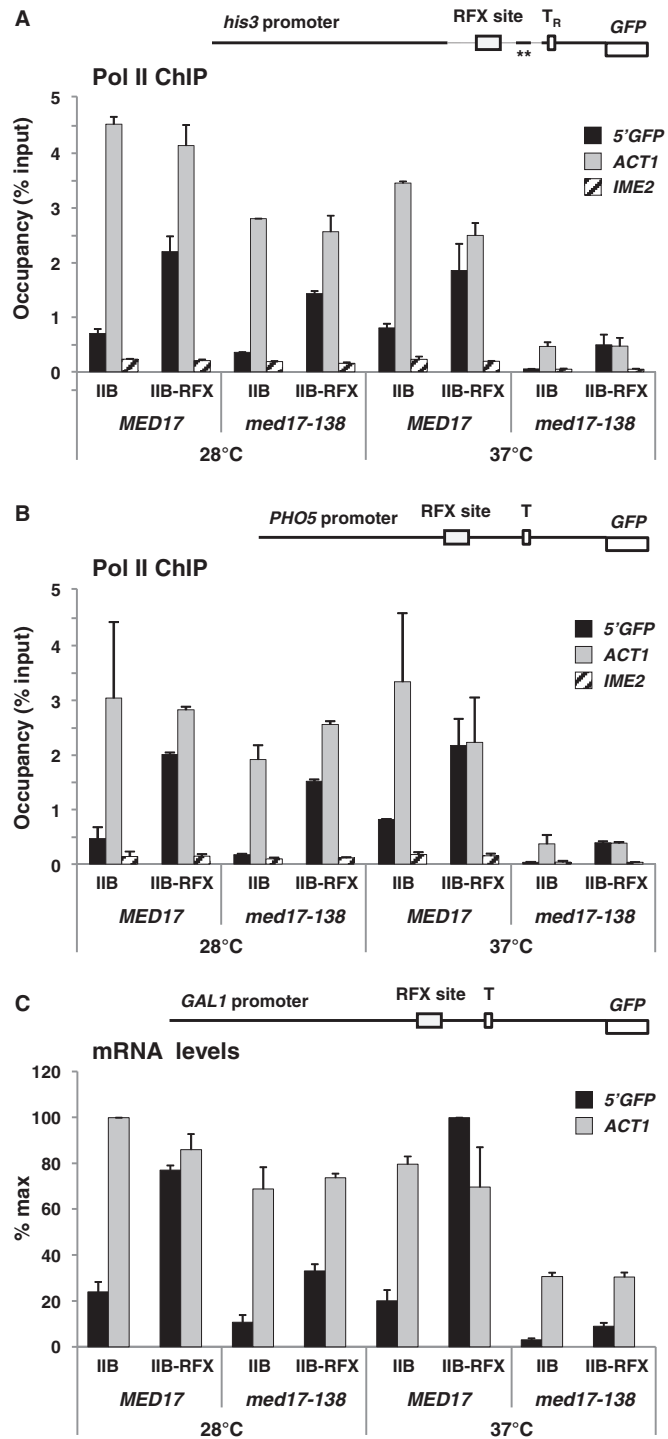 A
his3 promoter RFX site TR GFP
**
Pol II ChIP
5'GFP
ACT1
IME2
Occupancy (% input)
5
4
3
2
1
0
IIB IIB-RFX IIB IIB-RFX IIB IIB-RFX IIB IIB-RFX
MED17 med17-138 MED17 med17-138
28°C 37°C
B
PHO5 promoter RFX site T GFP
Pol II ChIP
5'GFP
ACT1
IME2
Occupancy (% input)
5
4
3
2
1
0
IIB IIB-RFX IIB IIB-RFX IIB IIB-RFX IIB IIB-RFX
MED17 med17-138 MED17 med17-138
28°C 37°C
C
GAL1 promoter RFX site T GFP
mRNA levels
5'GFP
ACT1
% max
120
100
80
60
40
20
0
IIB IIB-RFX IIB IIB-RFX IIB IIB-RFX IIB IIB-RFX
MED17 med17-138 MED17 med17-138
28°C 37°C